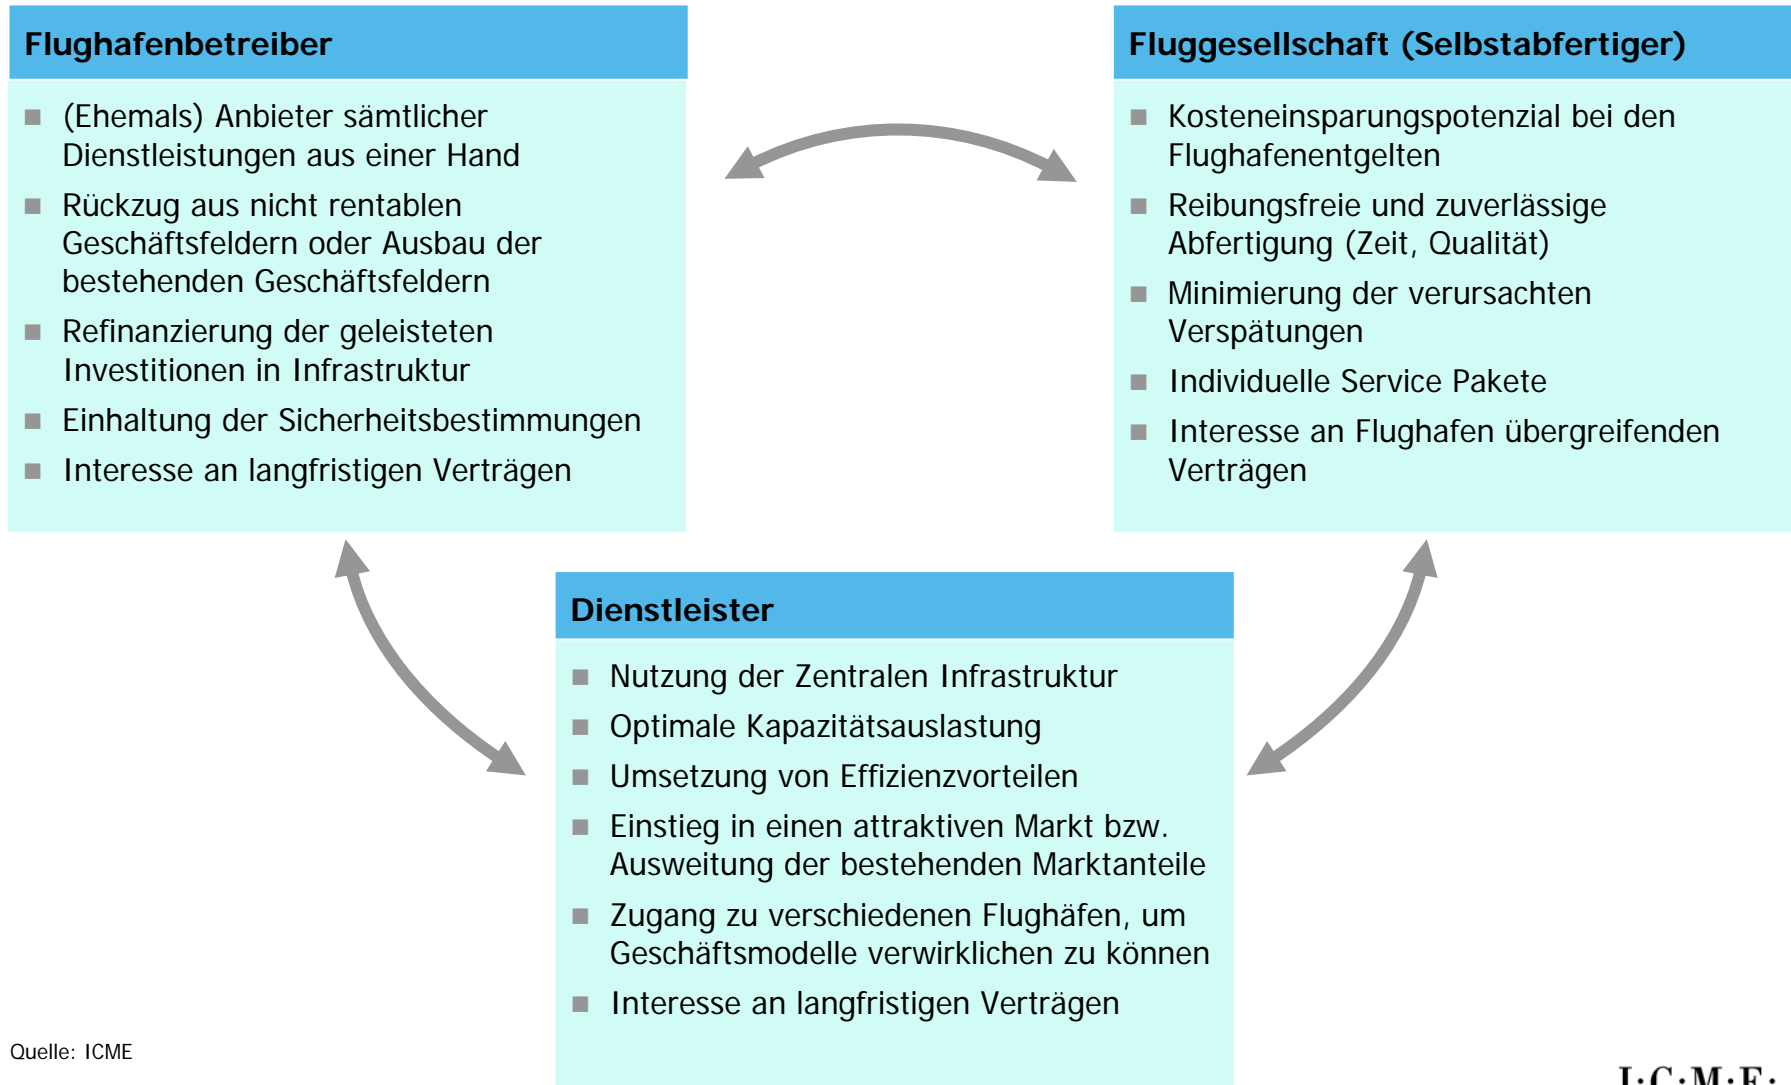 Flughafenbetreiber
(Ehemals) Anbieter sämtlicher
Dienstleistungen aus einer Hand
Rückzug aus nicht rentablen
Geschäftsfeldern oder Ausbau der
bestehenden Geschäftsfeldern
Refinanzierung der geleisteten
Investitionen in Infrastruktur
Einhaltung der Sicherheitsbestimmungen
Interesse an langfristigen Verträgen
Fluggesellschaft (Selbstabfertiger)
Kosteneinsparungspotenzial bei den
Flughafenentgelten
Reibungsfreie und zuverlässige
Abfertigung (Zeit, Qualität)
Minimierung der verursachten
Verspätungen
Individuelle Service Pakete
Interesse an Flughafen übergreifenden
Verträgen
Dienstleister
Nutzung der Zentralen Infrastruktur
Optimale Kapazitätsauslastung
Umsetzung von Effizienzvorteilen
Einstieg in einen attraktiven Markt bzw.
Ausweitung der bestehenden Marktanteile
Zugang zu verschiedenen Flughäfen, um
Geschäftsmodelle verwirklichen zu können
Interesse an langfristigen Verträgen
Quelle: ICME
I·C·M·E·